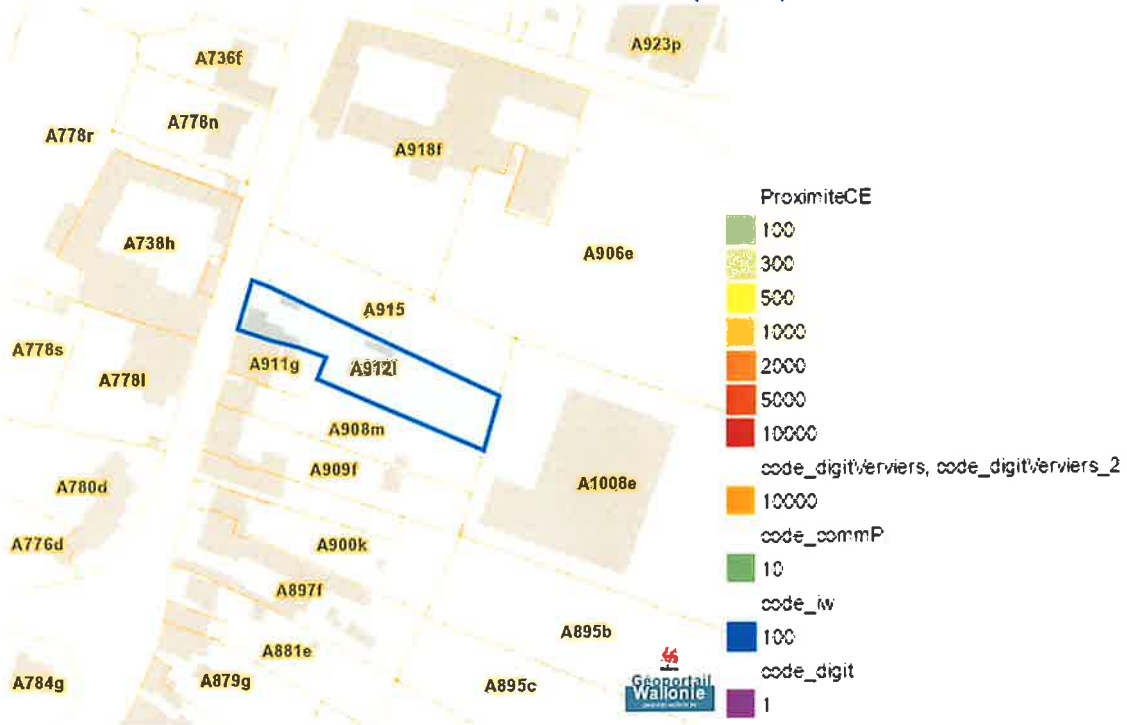 A923p
A736f
A778n
A778r
A918f
A738h
A906e
A915
A778s
A911g
A912l
A778l
A908m
A909f
A780d
A1008e
A776d
A900k
A897f
A895b
A881e
A784g
A879g
A895c
Géoportail
Wallonie
ProximiteCE
100
300
500
1000
2000
5000
10000
code_digitVerviers, code_digitVerviers_2
10000
code_commP
10
code_iw
100
code_digit
1